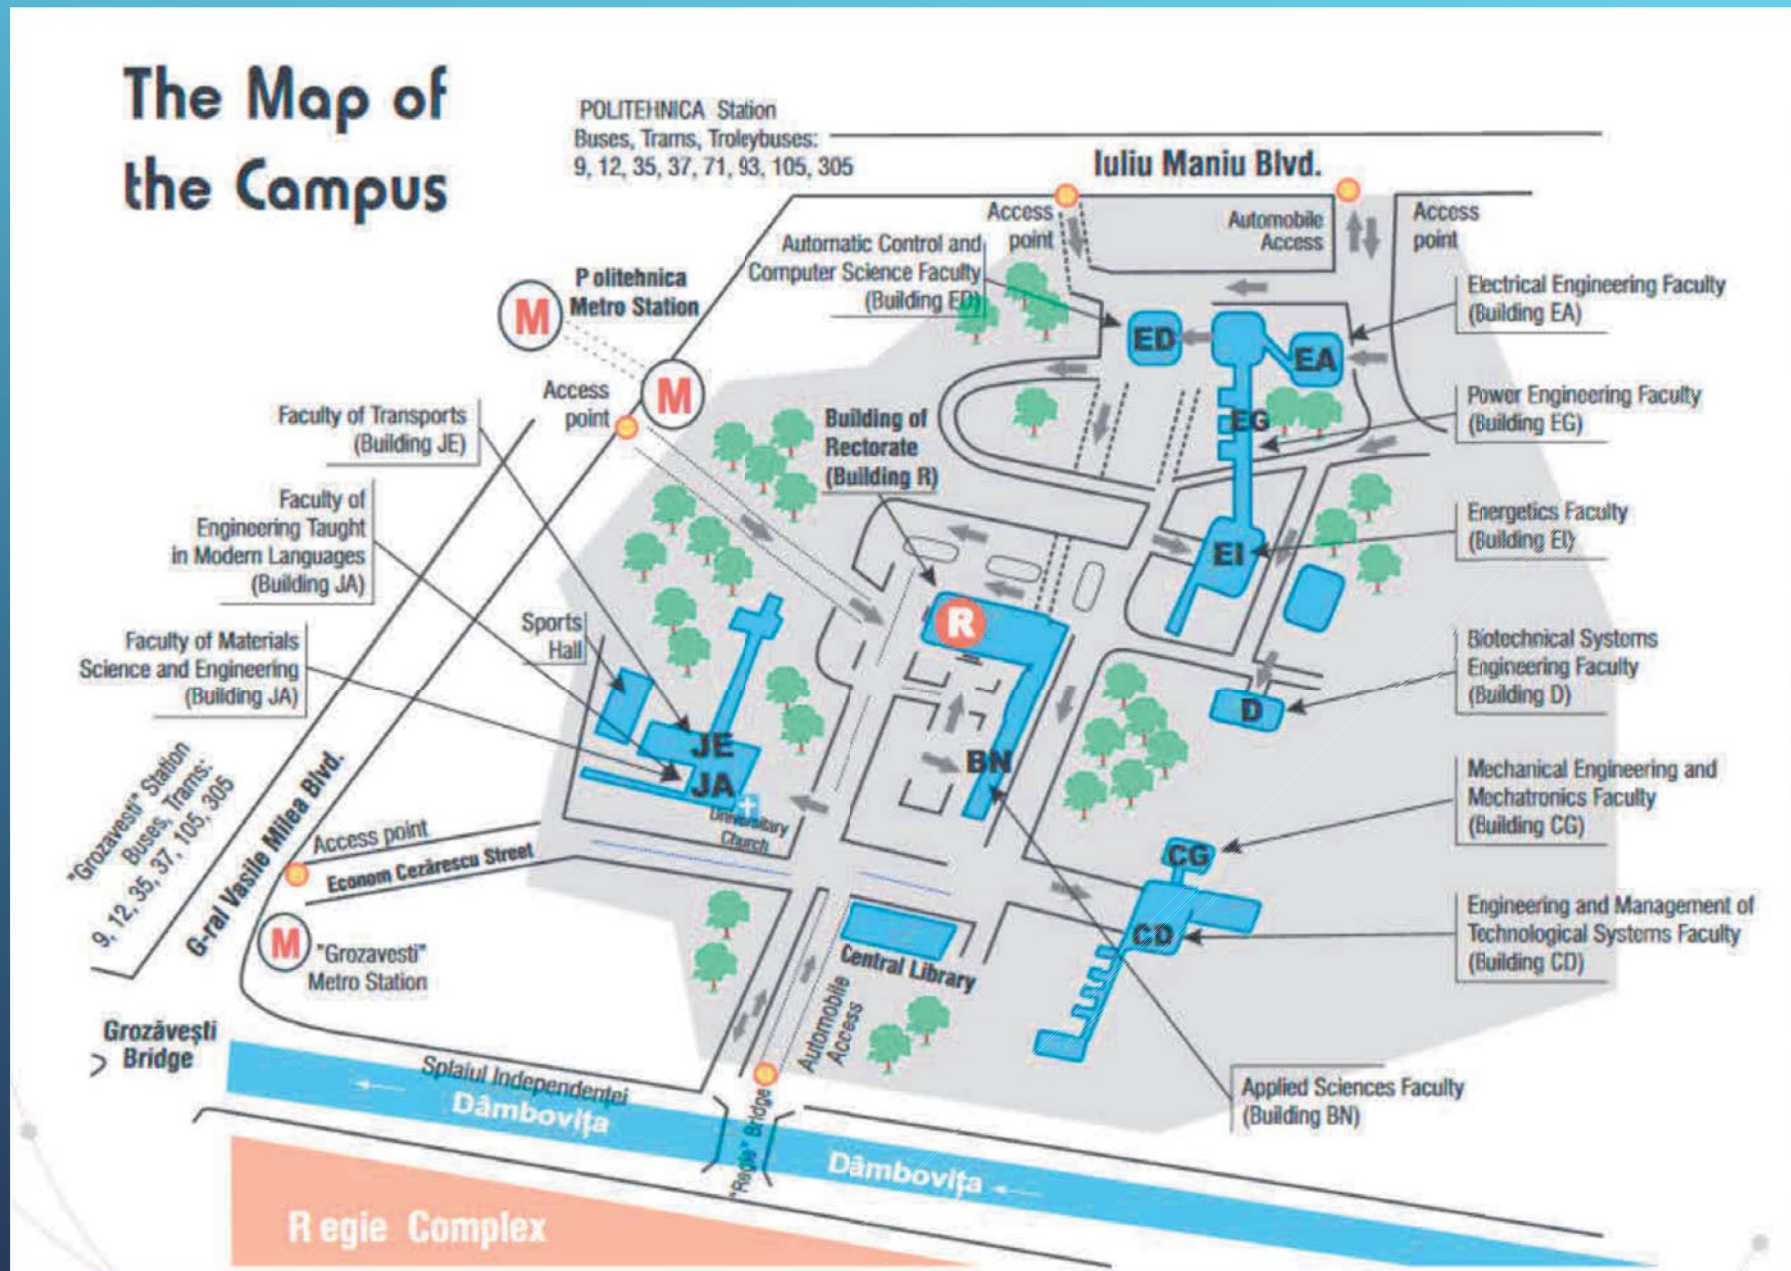 The Map of
the Campus
POLITEHNICA Station
Buses, Trams, Troleybuses:
9, 12, 35, 37, 71, 93, 105, 305
Iuliu Maniu Blvd.
Access
point
Automobile
Access
Access
point
Automatic Control and
Computer Science Faculty
(Building ED)
Politehnica
Metro Station
M
M
Access
point
Electrical Engineering Faculty
(Building EA)
ED
EA
Power Engineering Faculty
(Building EG)
EG
Faculty of Transports
(Building JE)
Building of
Rectorate
(Building R)
Faculty of
Engineering Taught
in Modern Languages
(Building JA)
Energetics Faculty
(Building EI)
EI
Sports
Hall
R
Faculty of Materials
Science and Engineering
(Building JA)
Biotechnical Systems
Engineering Faculty
(Building D)
D
JE
JA
BN
Universitary
Church
Mechanical Engineering and
Mechatronics Faculty
(Building CG)
CG
"Grozavesti" Station
Buses, Trams:
9, 12, 35, 37, 105, 305
G-ral Vasile Milea Blvd.
Access point
Econom Cezărescu Street
M
"Grozavesti"
Metro Station
Engineering and Management of
Technological Systems Faculty
(Building CD)
CD
Central Library
Automobile
Access
Grozăveşti
Bridge
Splaiul Independenţei
Dâmboviţa
"Regie" Bridge
Dâmboviţa
Applied Sciences Faculty
(Building BN)
Regie Complex